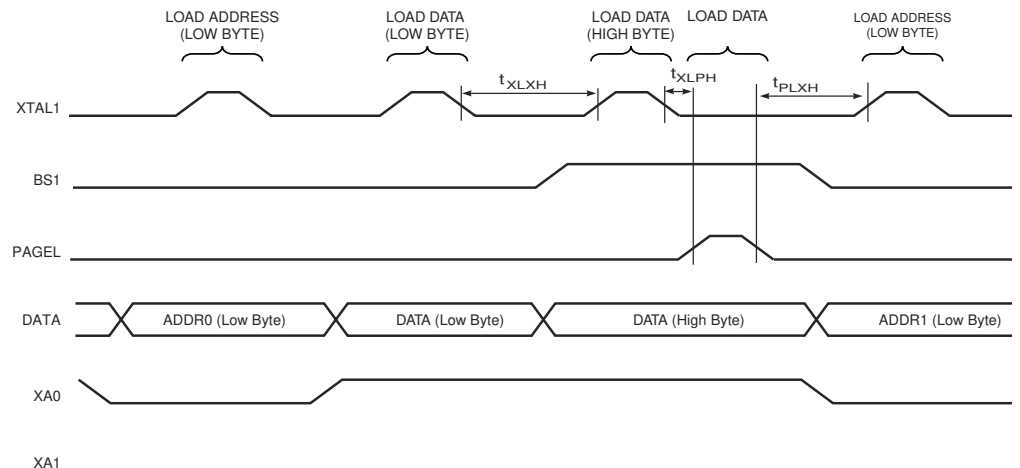 LOAD ADDRESS
(LOW BYTE)
LOAD DATA
(LOW BYTE)
LOAD DATA
(HIGH BYTE)
LOAD DATA
LOAD ADDRESS
(LOW BYTE)
XTAL1
tXLXH
tXLPH
tPLXH
BS1
PAGEL
DATA
ADDR0 (Low Byte)
DATA (Low Byte)
DATA (High Byte)
ADDR1 (Low Byte)
XA0
XA1